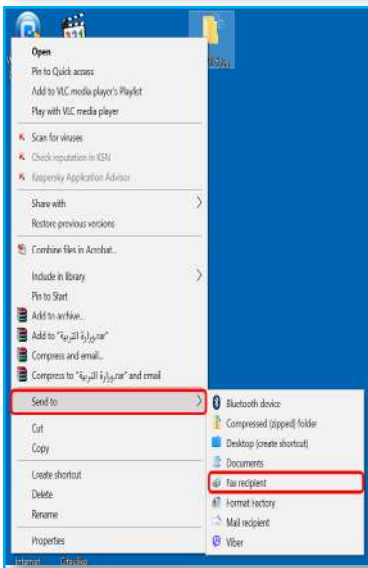 Open
Pin to Quick access
Add to VLC media player's Playlist
Play with VLC media player
Scan for viruses
Check reputation in KSN
Kaspersky Application Advisor
Share with
Restore previous versions
Combine files in Acrobat...
Include in library
Pin to Start
Add to archive...
Add to "وزارة التربية.rar"
Compress and email...
Compress to "وزارة التربية.rar" and email
Send to
Cut
Copy
Create shortcut
Delete
Rename
Properties
Bluetooth device
Compressed (zipped) folder
Desktop (create shortcut)
Documents
Fax recipient
Format Factory
Mail recipient
Viber
Internet